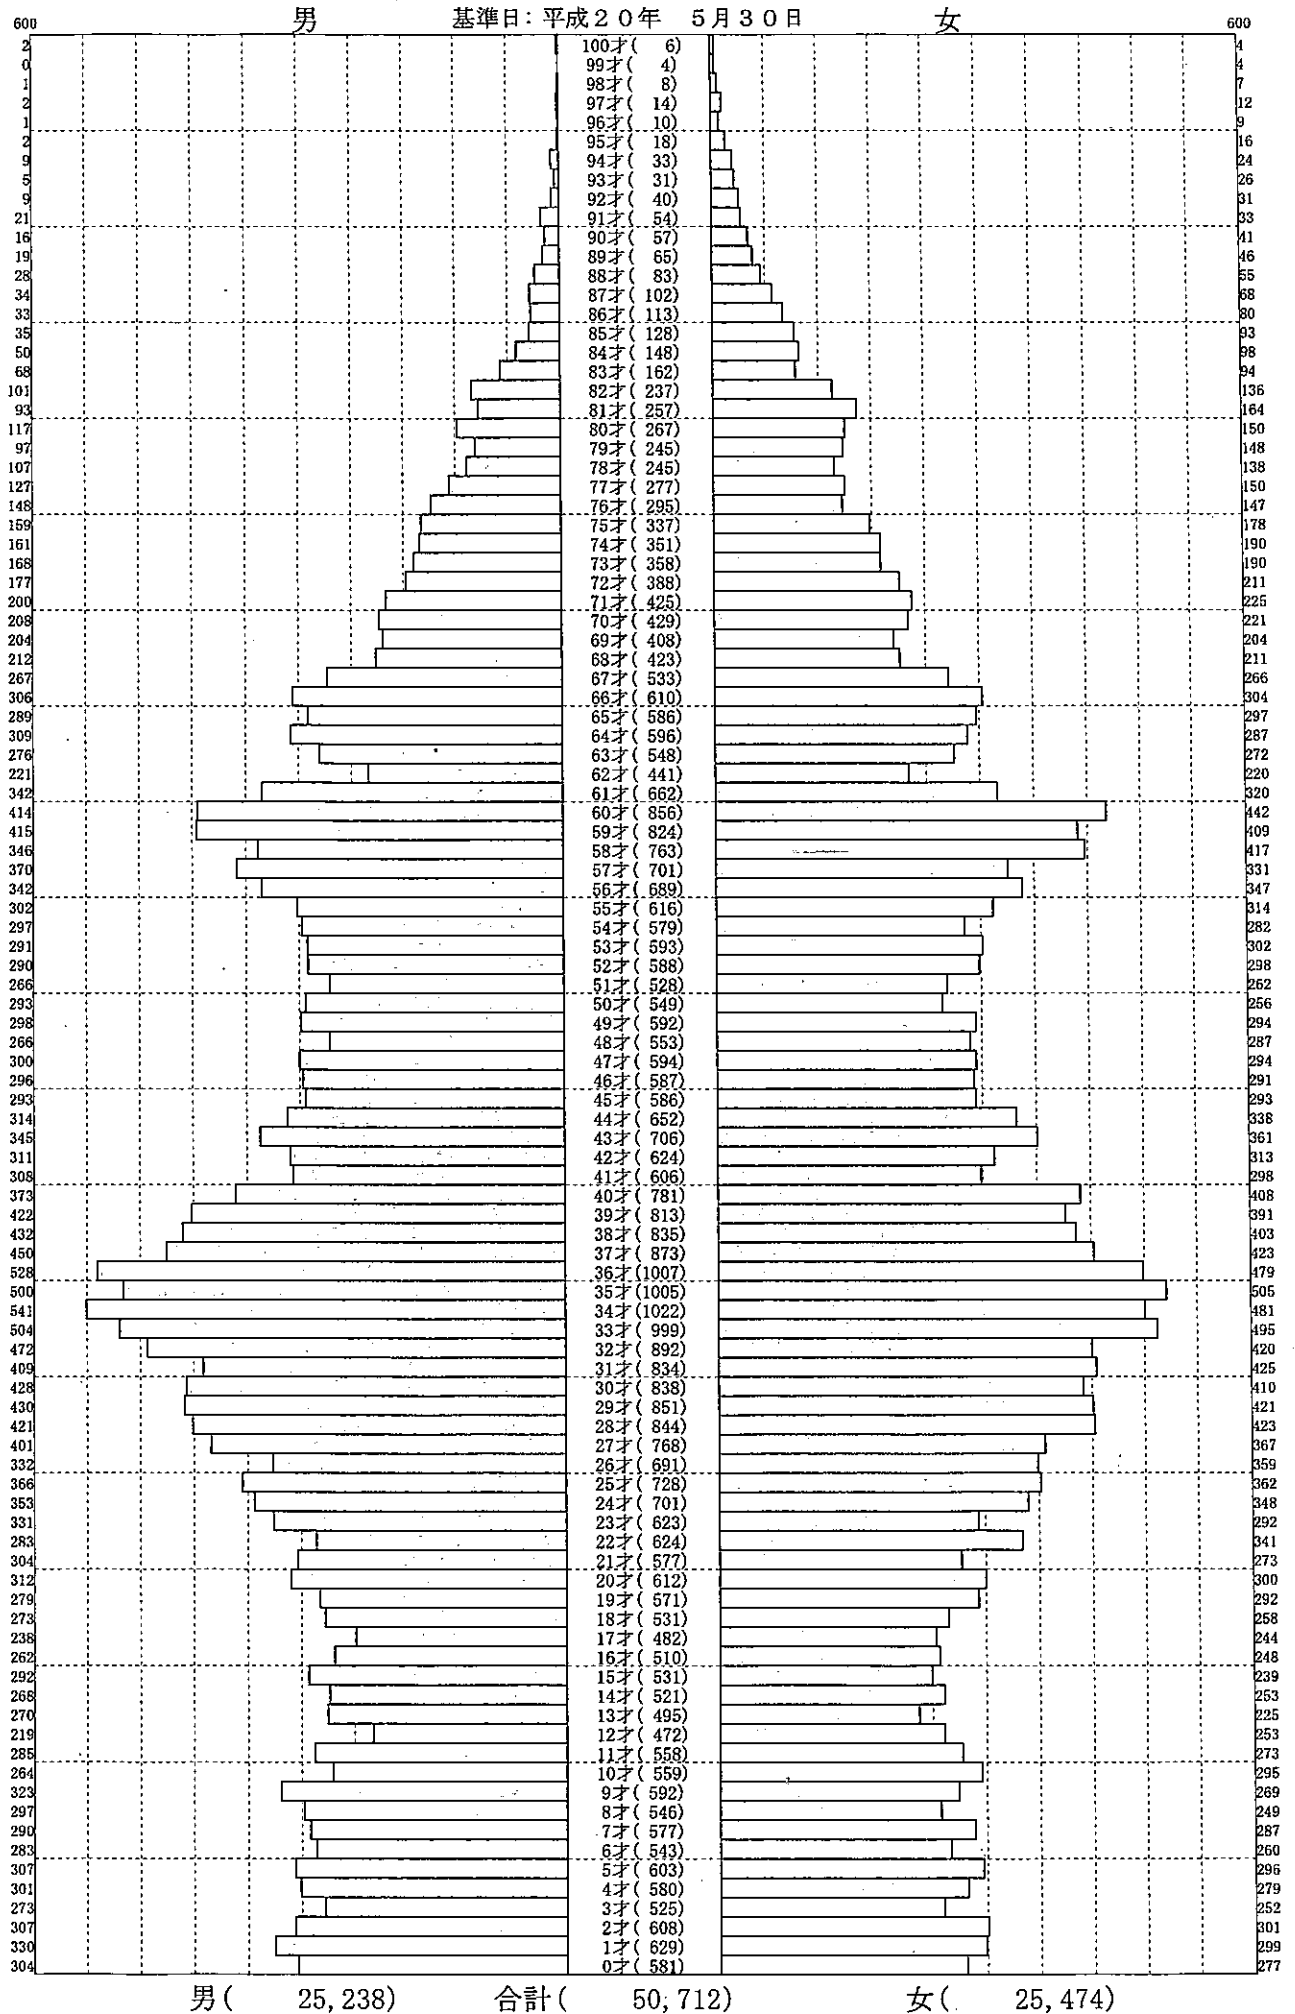 男 基準日：平成２０年　５月３０日 女
600 600
2 100才( 6) 4
0 99才( 4) 4
1 98才( 8) 7
2 97才( 14) 12
1 96才( 10) 9
2 95才( 18) 16
9 94才( 33) 24
5 93才( 31) 26
9 92才( 40) 31
21 91才( 54) 33
16 90才( 57) 41
19 89才( 65) 46
28 88才( 83) 55
34 87才( 102) 68
33 86才( 113) 80
35 85才( 128) 93
50 84才( 148) 98
68 83才( 162) 94
101 82才( 237) 136
93 81才( 257) 164
117 80才( 267) 150
97 79才( 245) 148
107 78才( 245) 138
127 77才( 277) 150
148 76才( 295) 147
159 75才( 337) 178
161 74才( 351) 190
168 73才( 358) 190
177 72才( 388) 211
200 71才( 425) 225
208 70才( 429) 221
204 69才( 408) 204
212 68才( 423) 211
267 67才( 533) 266
306 66才( 610) 304
289 65才( 586) 297
309 64才( 596) 287
276 63才( 548) 272
221 62才( 441) 220
342 61才( 662) 320
414 60才( 856) 442
415 59才( 824) 409
346 58才( 763) 417
370 57才( 701) 331
342 56才( 689) 347
302 55才( 616) 314
297 54才( 579) 282
291 53才( 593) 302
290 52才( 588) 298
266 51才( 528) 262
293 50才( 549) 256
298 49才( 592) 294
266 48才( 553) 287
300 47才( 594) 294
296 46才( 587) 291
293 45才( 586) 293
314 44才( 652) 338
345 43才( 706) 361
311 42才( 624) 313
308 41才( 606) 298
373 40才( 781) 408
422 39才( 813) 391
432 38才( 835) 403
450 37才( 873) 423
528 36才(1007) 479
500 35才(1005) 505
541 34才(1022) 481
504 33才( 999) 495
472 32才( 892) 420
409 31才( 834) 425
428 30才( 838) 410
430 29才( 851) 421
421 28才( 844) 423
401 27才( 768) 367
332 26才( 691) 359
366 25才( 728) 362
353 24才( 701) 348
331 23才( 623) 292
283 22才( 624) 341
304 21才( 577) 273
312 20才( 612) 300
279 19才( 571) 292
273 18才( 531) 258
238 17才( 482) 244
262 16才( 510) 248
292 15才( 531) 239
268 14才( 521) 253
270 13才( 495) 225
219 12才( 472) 253
285 11才( 558) 273
264 10才( 559) 295
323 9才( 592) 269
297 8才( 546) 249
290 7才( 577) 287
283 6才( 543) 260
307 5才( 603) 296
301 4才( 580) 279
273 3才( 525) 252
307 2才( 608) 301
330 1才( 629) 299
304 0才( 581) 277
男( 25,238) 合計( 50,712) 女( 25,474)